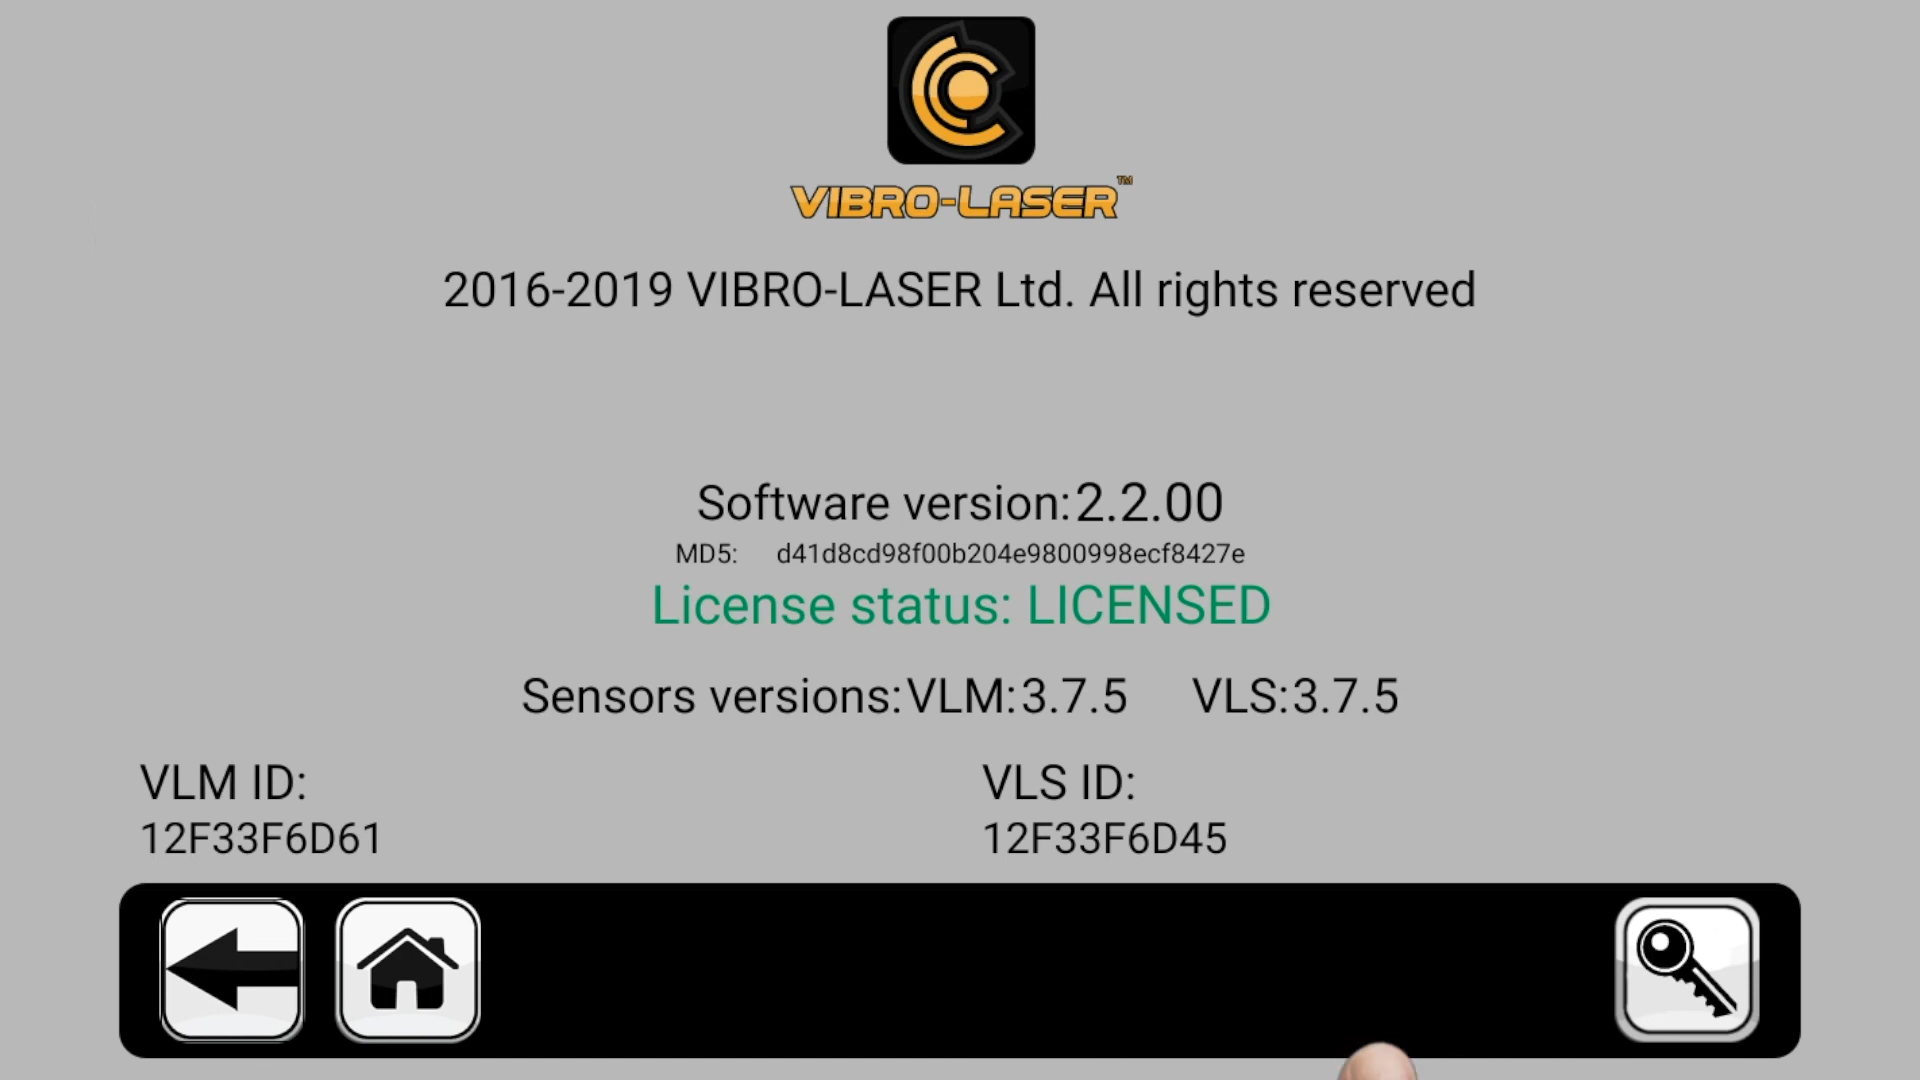 VIBRO-LASER™
2016-2019 VIBRO-LASER Ltd. All rights reserved
Software version:2.2.00
MD5: d41d8cd98f00b204e9800998ecf8427e
License status: LICENSED
Sensors versions:VLM:3.7.5 VLS:3.7.5
VLM ID:
12F33F6D61
VLS ID:
12F33F6D45